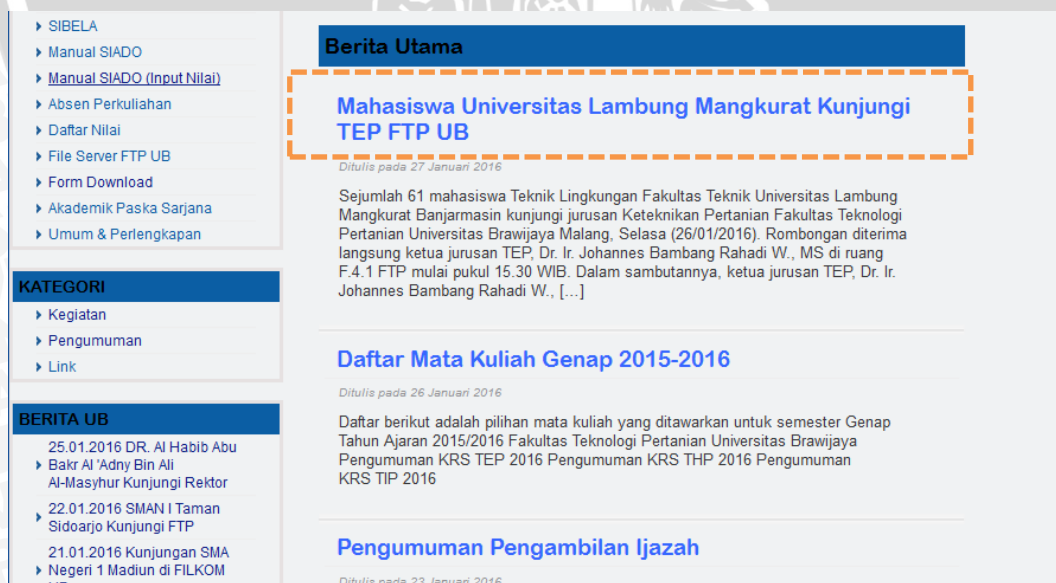 SIBELA
Manual SIADO
Manual SIADO (Input Nilai)
Absen Perkuliahan
Daftar Nilai
File Server FTP UB
Form Download
Akademik Paska Sarjana
Umum & Perlengkapan
KATEGORI
Kegiatan
Pengumuman
Link
BERITA UB
25.01.2016 DR. Al Habib Abu
Bakr Al 'Adny Bin Ali
Al-Masyhur Kunjungi Rektor
22.01.2016 SMAN I Taman
Sidoarjo Kunjungi FTP
21.01.2016 Kunjungan SMA
Negeri 1 Madiun di FILKOM
Berita Utama
Mahasiswa Universitas Lambung Mangkurat Kunjungi
TEP FTP UB
Ditulis pada 27 Januari 2016
Sejumlah 61 mahasiswa Teknik Lingkungan Fakultas Teknik Universitas Lambung
Mangkurat Banjarmasin kunjungi jurusan Keteknikan Pertanian Fakultas Teknologi
Pertanian Universitas Brawijaya Malang, Selasa (26/01/2016). Rombongan diterima
langsung ketua jurusan TEP, Dr. Ir. Johannes Bambang Rahadi W., MS di ruang
F.4.1 FTP mulai pukul 15.30 WIB. Dalam sambutannya, ketua jurusan TEP, Dr. Ir.
Johannes Bambang Rahadi W., […]
Daftar Mata Kuliah Genap 2015-2016
Ditulis pada 26 Januari 2016
Daftar berikut adalah pilihan mata kuliah yang ditawarkan untuk semester Genap
Tahun Ajaran 2015/2016 Fakultas Teknologi Pertanian Universitas Brawijaya
Pengumuman KRS TEP 2016 Pengumuman KRS THP 2016 Pengumuman
KRS TIP 2016
Pengumuman Pengambilan Ijazah
Ditulis pada 23 Januari 2016